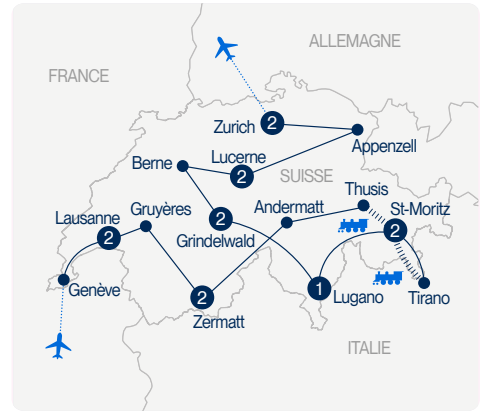 ALLEMAGNE
FRANCE
Zurich 2
Appenzell
Berne
Lucerne
2
SUISSE
Thusis
Lausanne
Gruyères
Andermatt
St-Moritz
2
2
Grindelwald
2
Genève
2
Zermatt
1
Lugano
Tirano
ITALIE